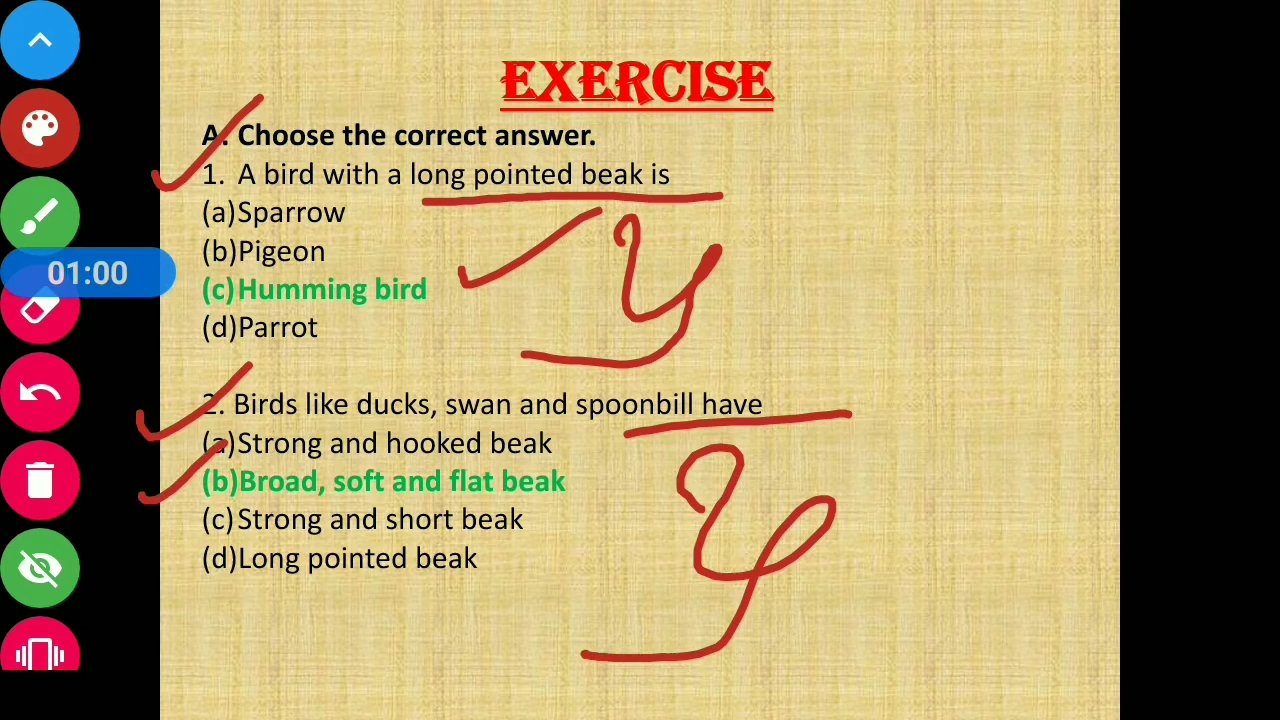 EXERCISE
A. Choose the correct answer.
1. A bird with a long pointed beak is
(a)Sparrow
(b)Pigeon
(c)Humming bird
(d)Parrot
2. Birds like ducks, swan and spoonbill have
(a)Strong and hooked beak
(b)Broad, soft and flat beak
(c)Strong and short beak
(d)Long pointed beak
01:00